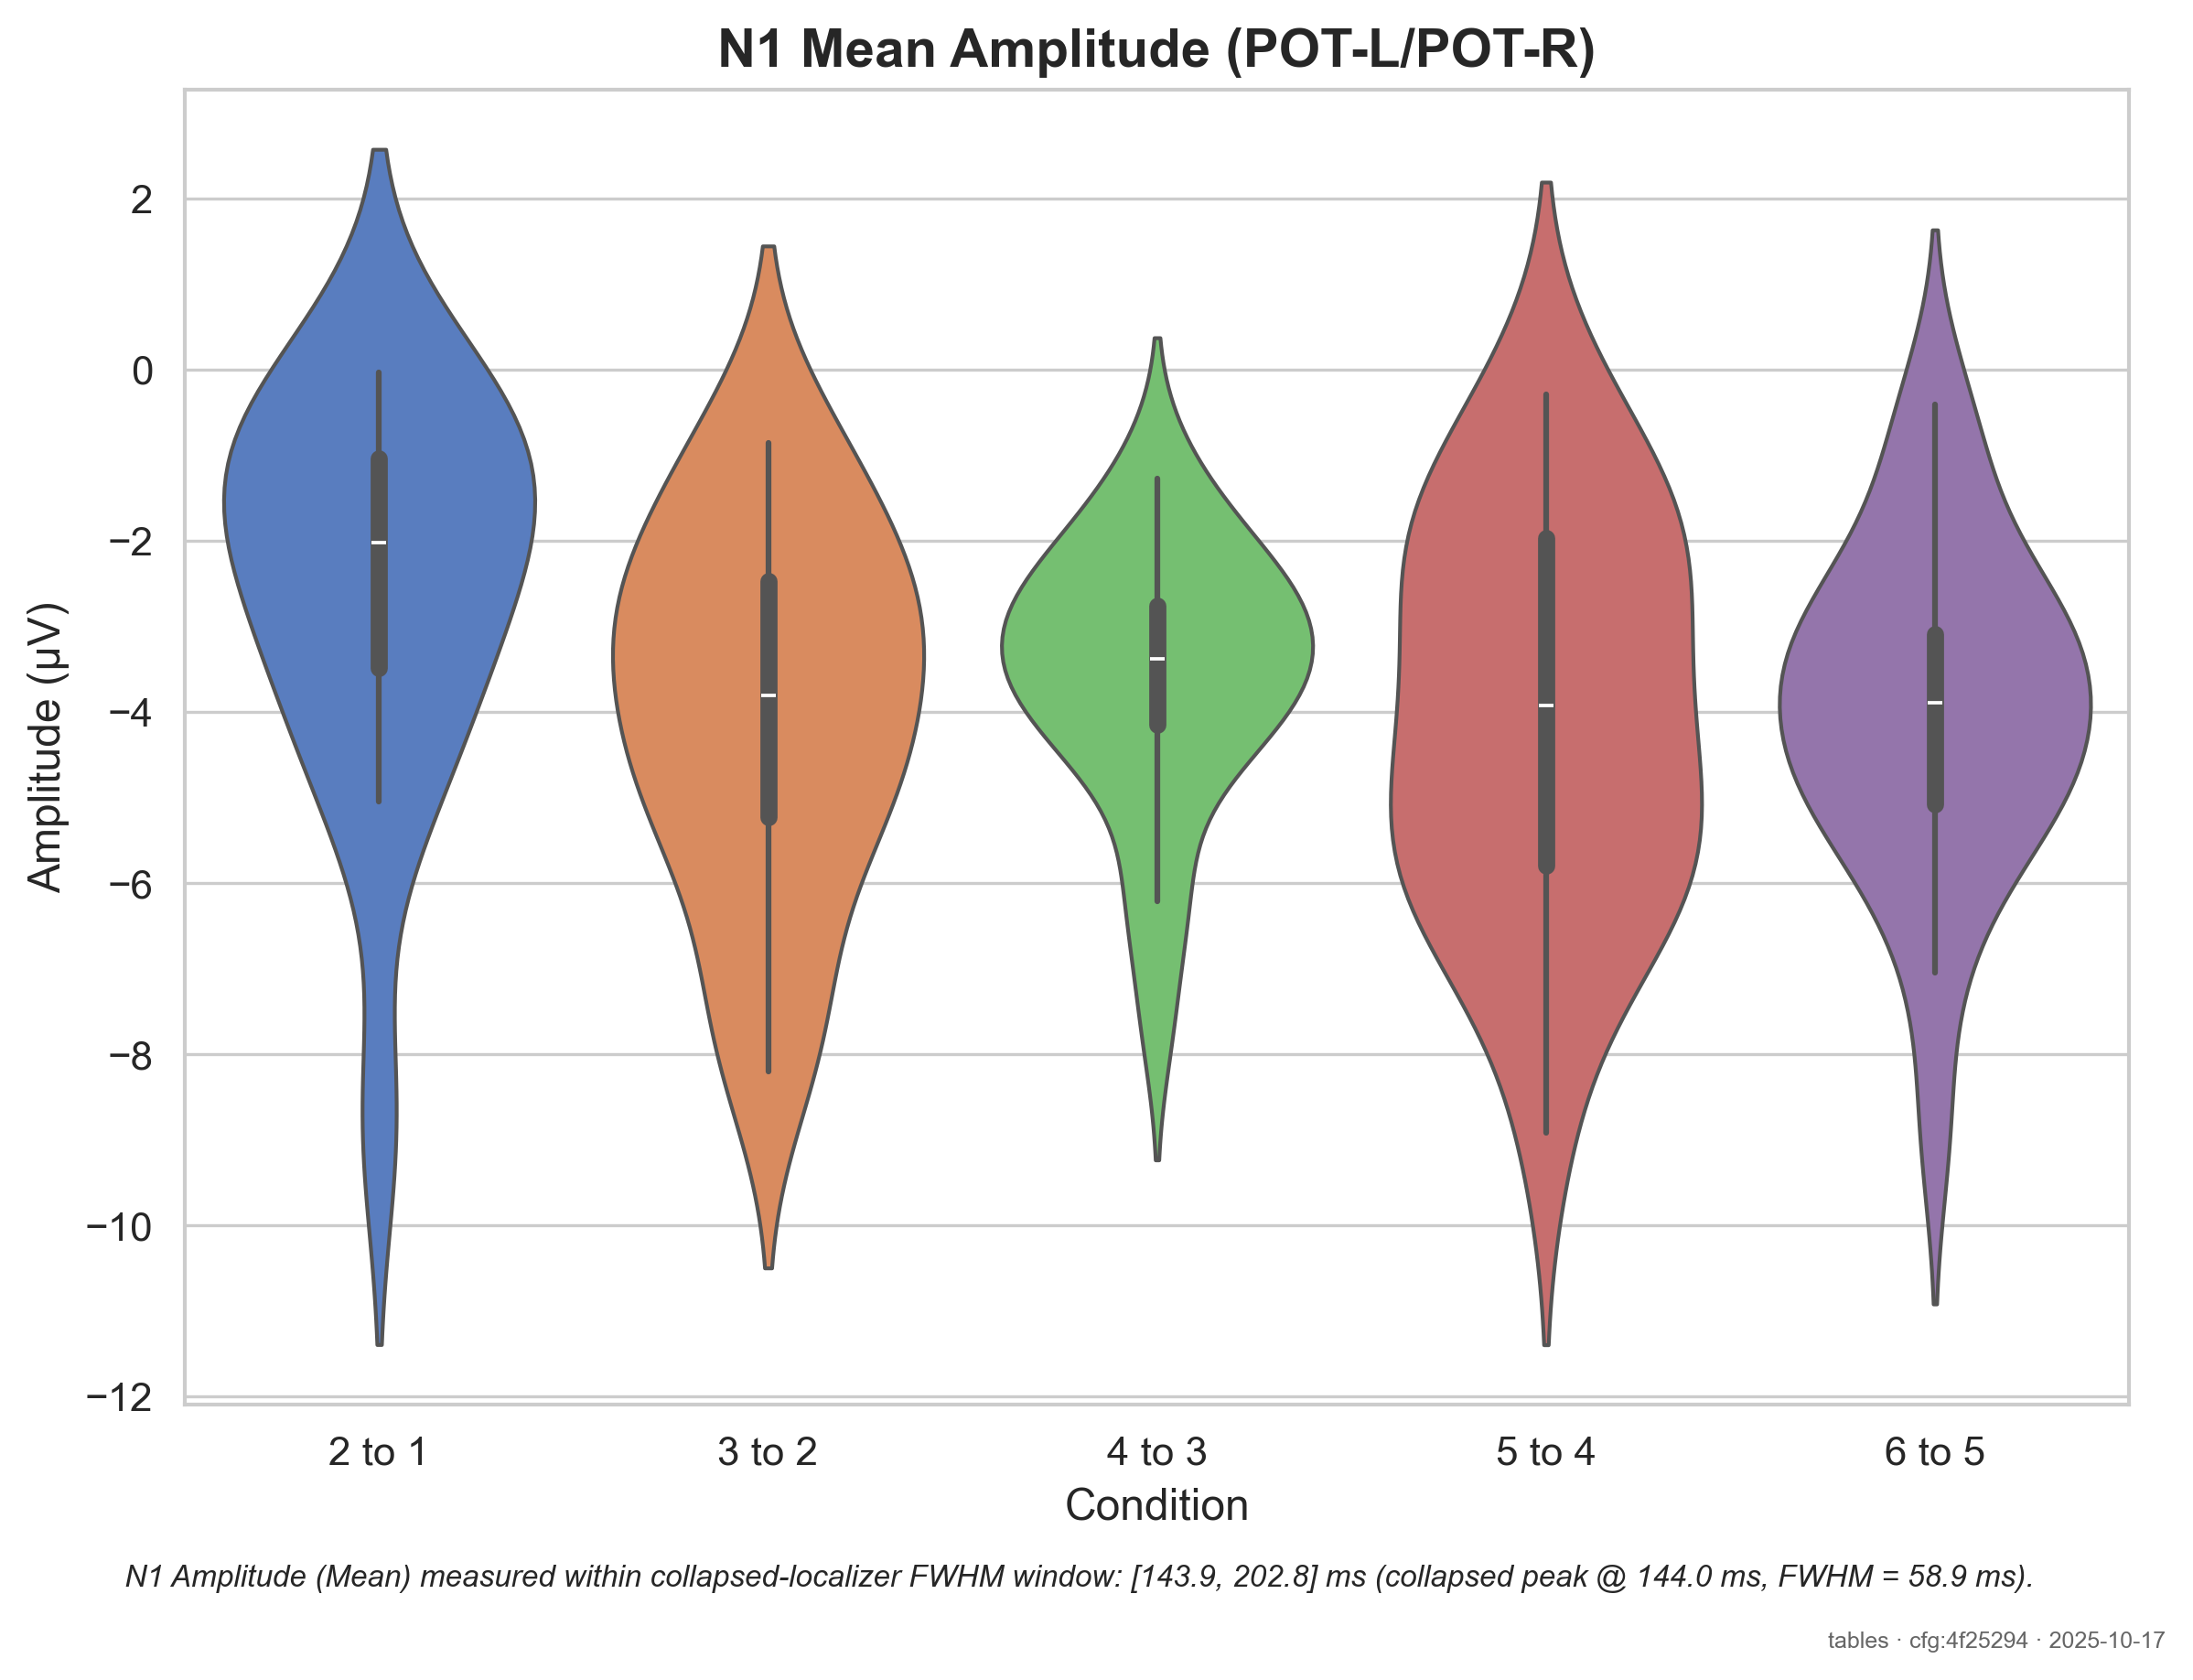 N1 Mean Amplitude (POT-L/POT-R)
Amplitude (µV)
2
0
−2
−4
−6
−8
−10
−12
2 to 1
3 to 2
4 to 3
5 to 4
6 to 5
Condition
N1 Amplitude (Mean) measured within collapsed-localizer FWHM window: [143.9, 202.8] ms (collapsed peak @ 144.0 ms, FWHM = 58.9 ms).
tables · cfg:4f25294 · 2025-10-17